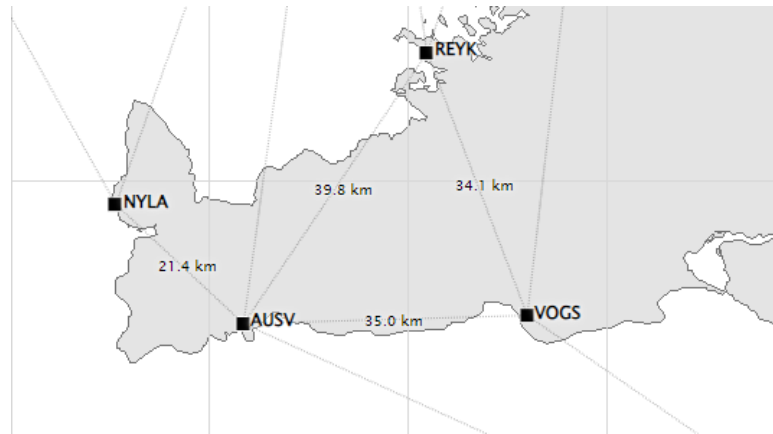 REYK
39.8 km
34.1 km
NYLA
21.4 km
AUSV
35.0 km
VOGS